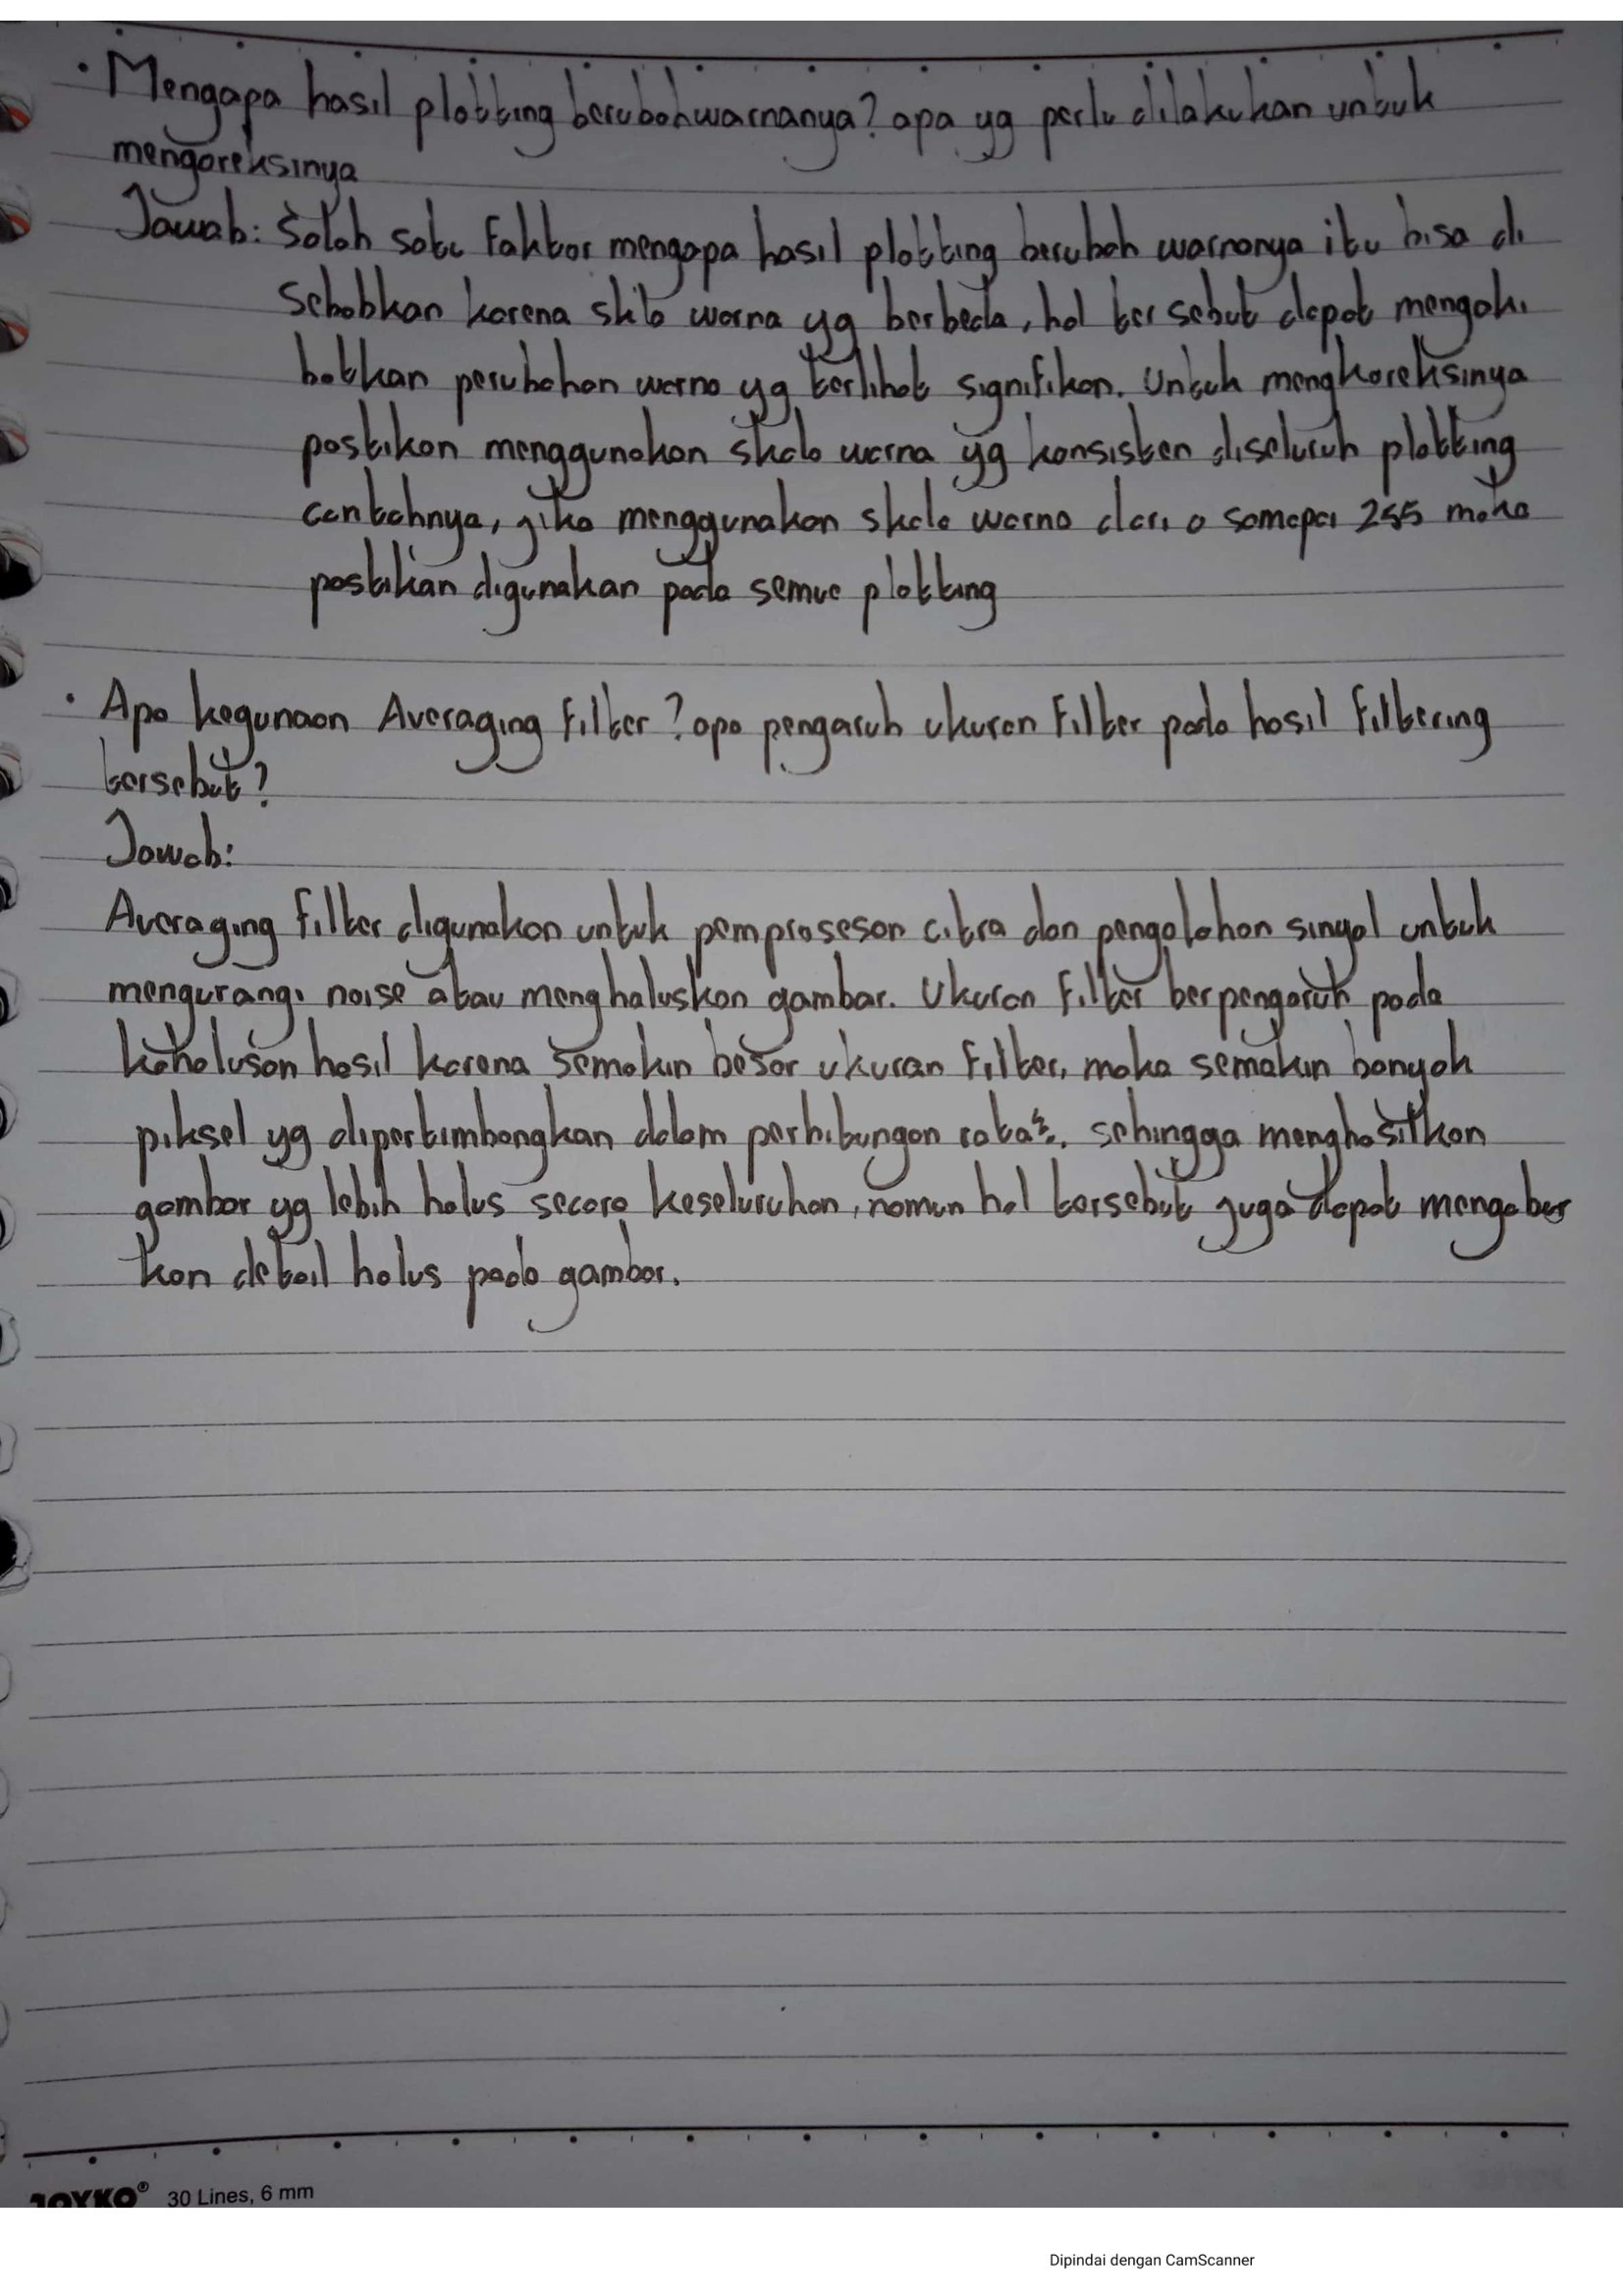 • Mengapa hasil plotting berubah warnanya? apa yg perlu dilakukan untuk
mengoreksinya
Jawab: Salah satu faktor mengapa hasil plotting berubah warnanya itu bisa di
sebabkan karena skla warna yg berbeda, hal tersebut dapat mengaki
batkan perubahan warna yg terlihat signifikan. Untuk mengkoreksinya
pastikan menggunakan skala warna yg konsisten diseluruh plotting
contohnya, jika menggunakan skala warna dari 0 samapai 255 maka
pastikan digunakan pada semua plotting
• Apa kegunaan Averaging filter? apa pengaruh ukuran Filter pada hasil filtering
tersebut?
Jawab:
Averaging filter digunakan untuk pemprosesan citra dan pengolahan singal untuk
mengurangi noise atau menghaluskan gambar. Ukuran filter berpengaruh pada
kehalusan hasil karena semakin besar ukuran filter, maka semakin banyak
piksel yg dipertimbangkan dalam perhitungan rata², sehingga menghasilkan
gambar yg lebih halus secara keseluruhan, namun hal tersebut juga dapat mengabur
kan detail halus pada gambar.
JOYKO® 30 Lines, 6 mm
Dipindai dengan CamScanner